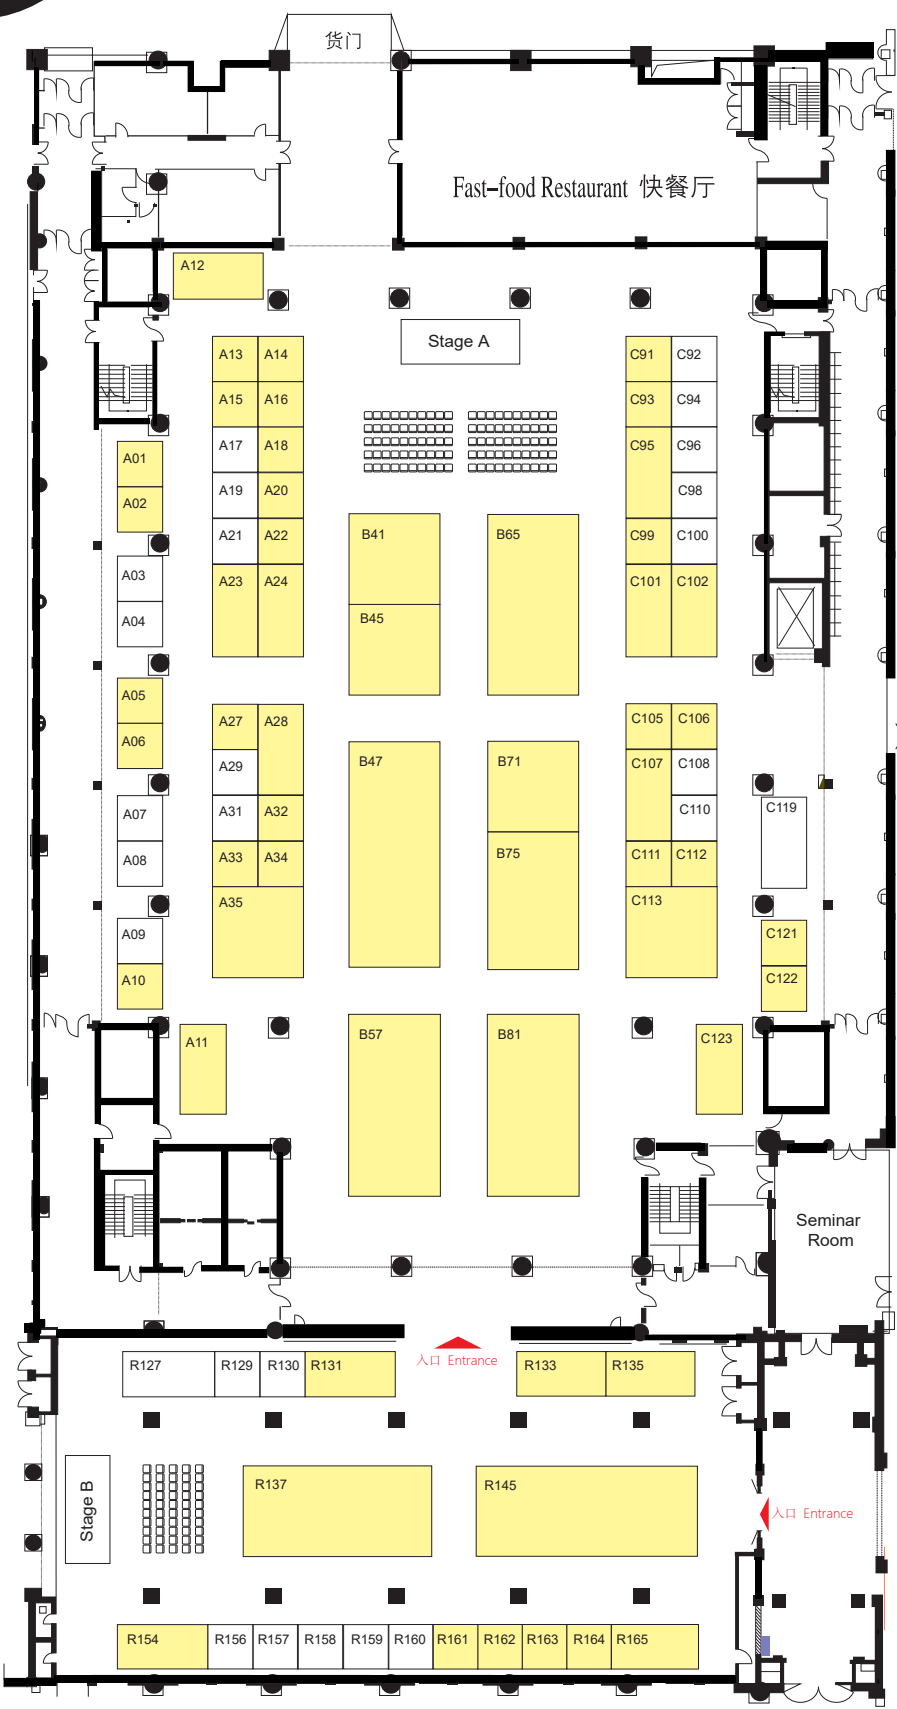 货门
Fast-food Restaurant 快餐厅
A12
Stage A
A13 A14
C91 C92
A15 A16
C93 C94
A17 A18
C95 C96
A01
A19 A20
C98
A02
A21 A22
B41
B65
C99 C100
A03
A23 A24
C101 C102
A04
B45
A05
A27 A28
C105 C106
A06
A29
B47
B71
C107 C108
A07
A31 A32
C110
C119
A08
A33 A34
B75
C111 C112
A35
C113
A09
C121
A10
C122
A11
B57
B81
C123
Seminar
Room
入口 Entrance
R127
R129
R130
R131
R133
R135
Stage B
R137
R145
入口 Entrance
R154
R156
R157
R158
R159
R160
R161
R162
R163
R164
R165